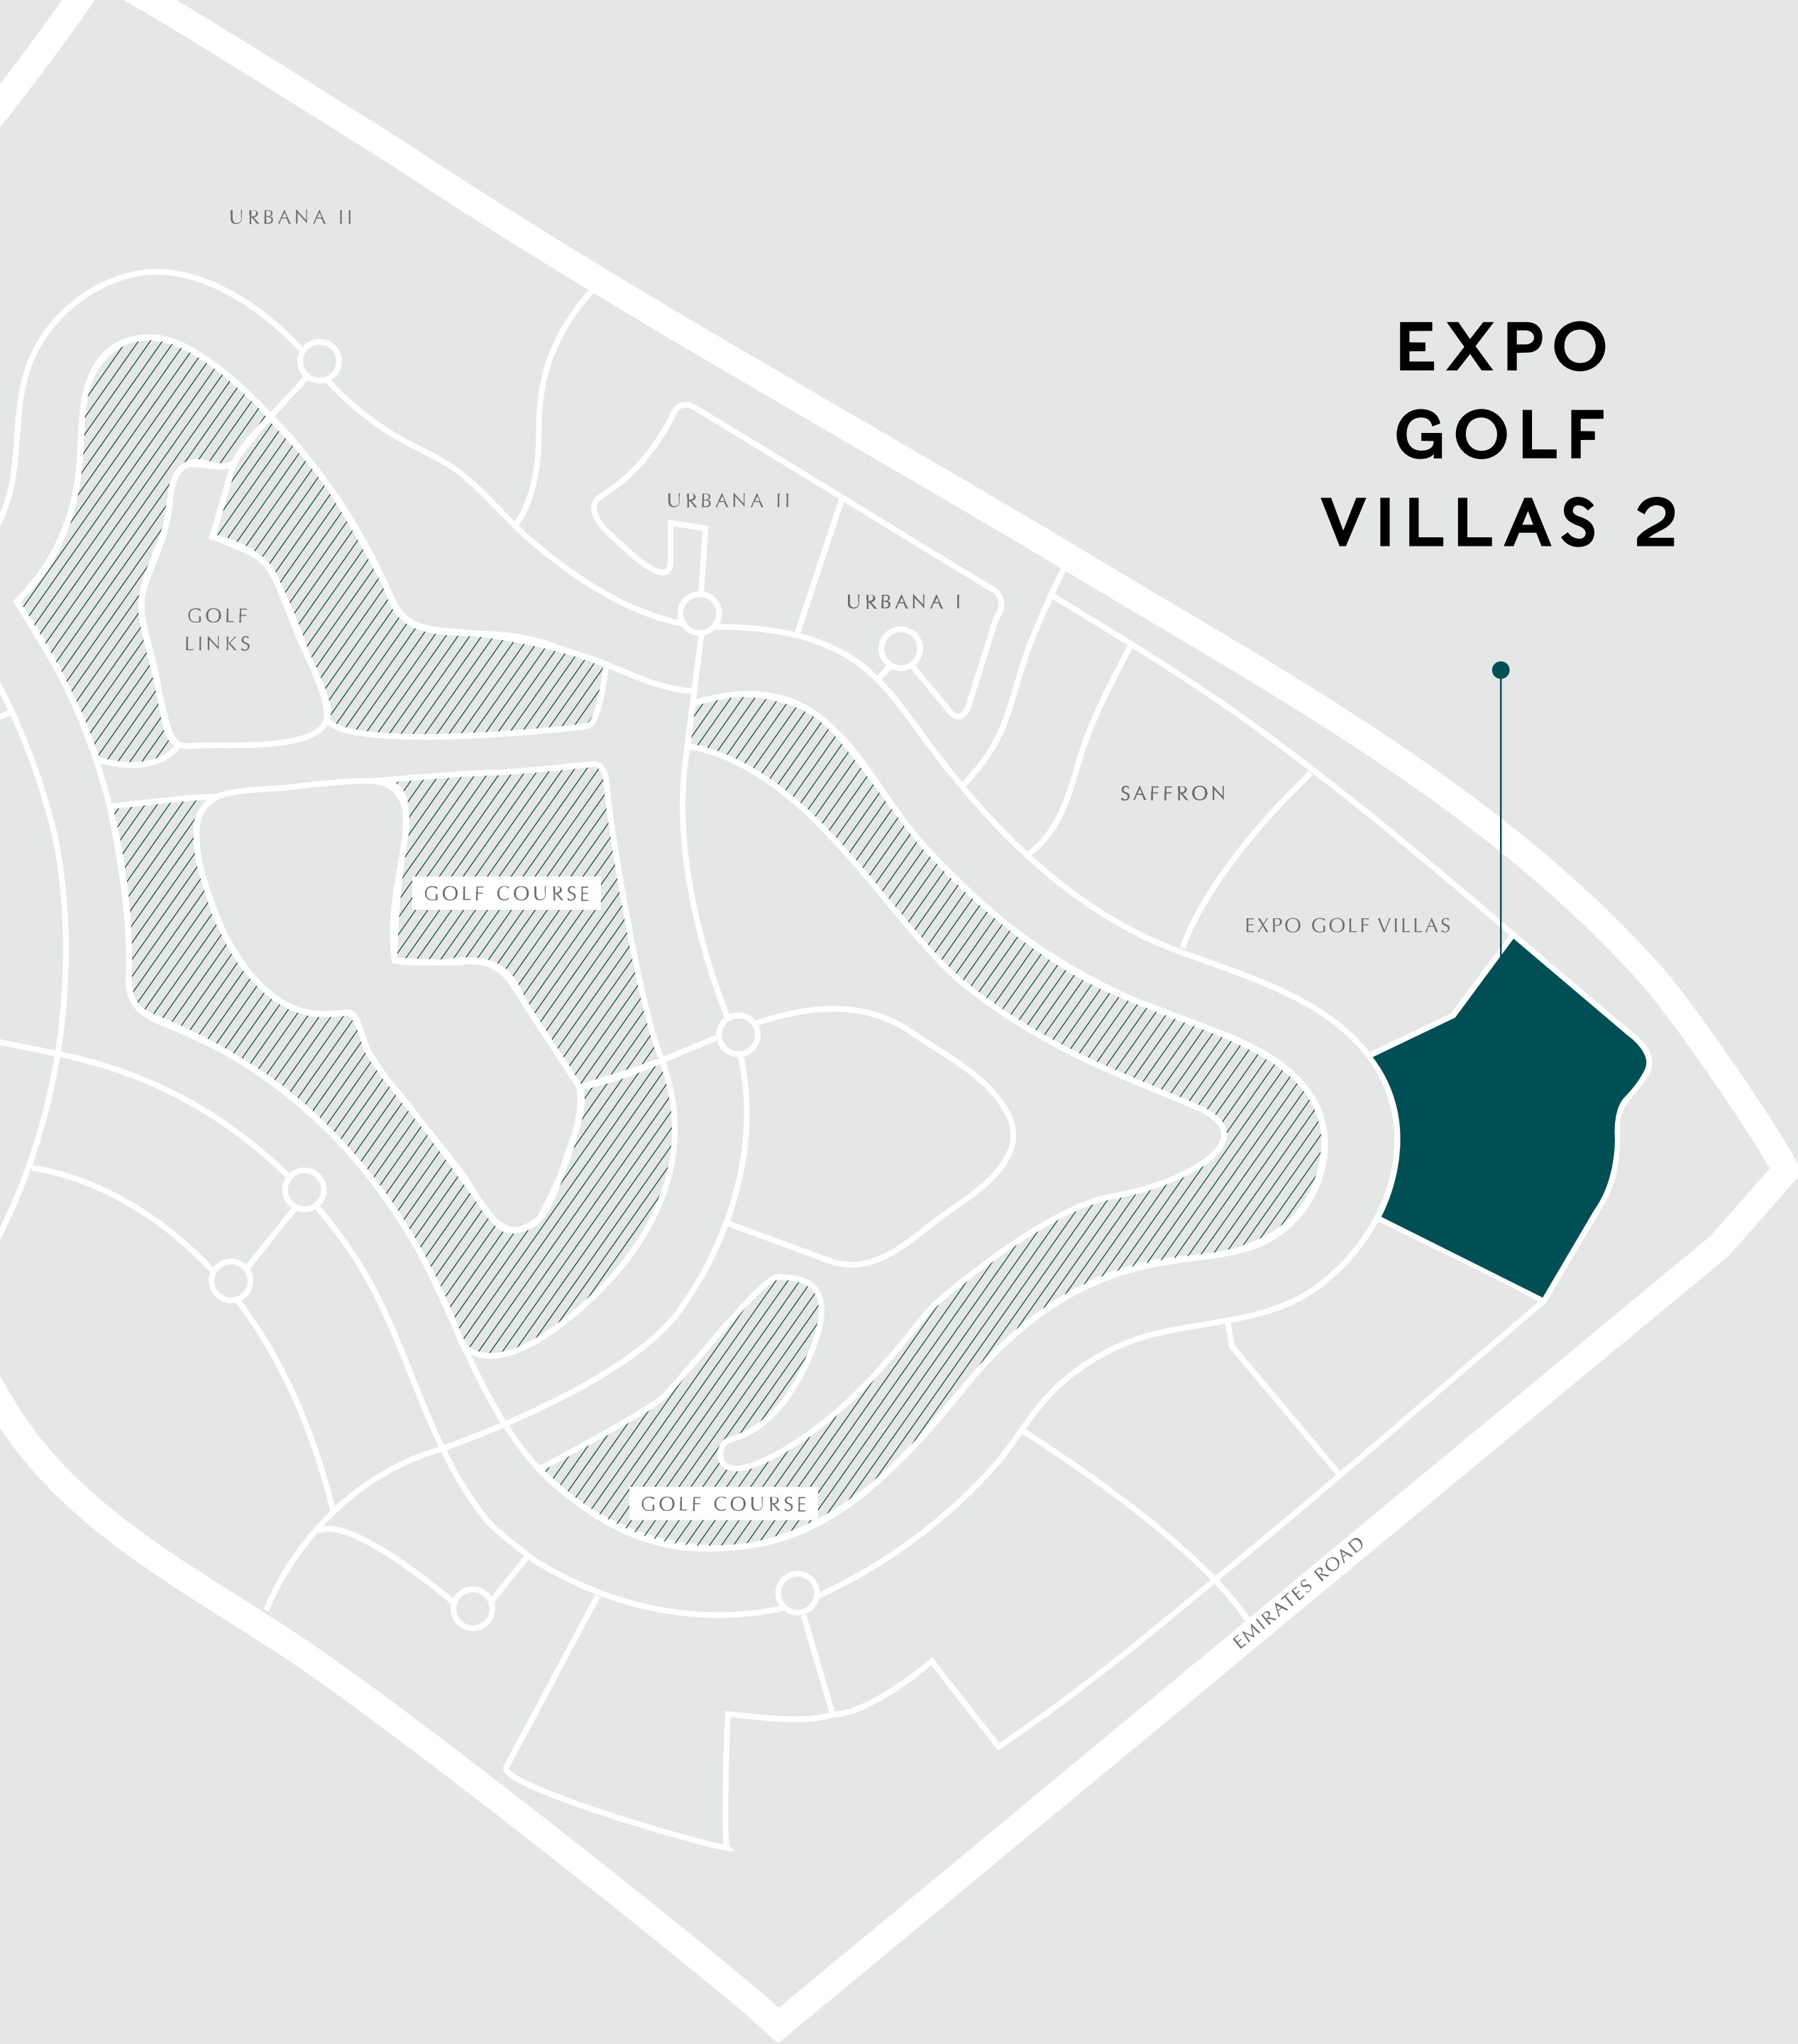 URBANA II
EXPO
GOLF
VILLAS 2
URBANA II
URBANA I
GOLF
LINKS
SAFFRON
GOLF COURSE
EXPO GOLF VILLAS
GOLF COURSE
EMIRATES ROAD